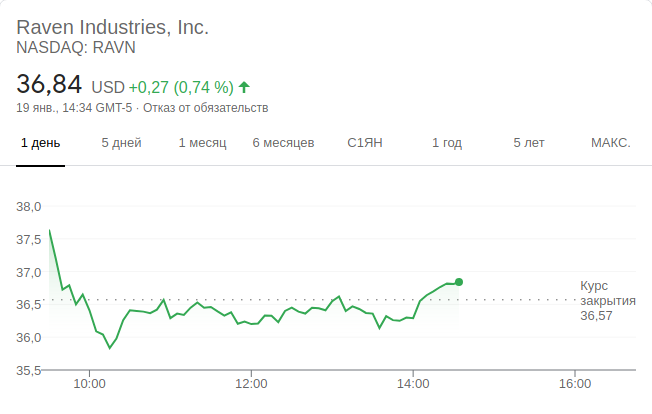 Raven Industries, Inc.
NASDAQ: RAVN
36,84 USD +0,27 (0,74 %)
19 янв., 14:34 GMT-5 · Отказ от обязательств
1 день 5 дней 1 месяц 6 месяцев С1ЯН 1 год 5 лет МАКС.
38,0
37,5
37,0
36,5
36,0
35,5
Курс
закрытия
36,57
10:00 12:00 14:00 16:00